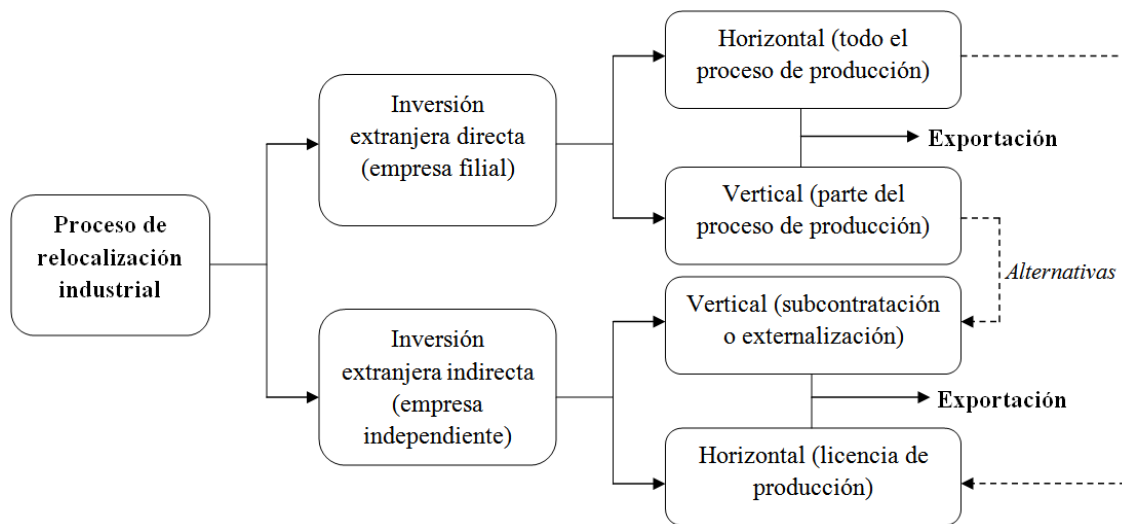 Proceso de
relocalización
industrial
Inversión
extranjera directa
(empresa filial)
Inversión
extranjera indirecta
(empresa
independiente)
Horizontal (todo el
proceso de producción)
Exportación
Vertical (parte del
proceso de producción)
Alternativas
Vertical (subcontratación
o externalización)
Exportación
Horizontal (licencia de
producción)